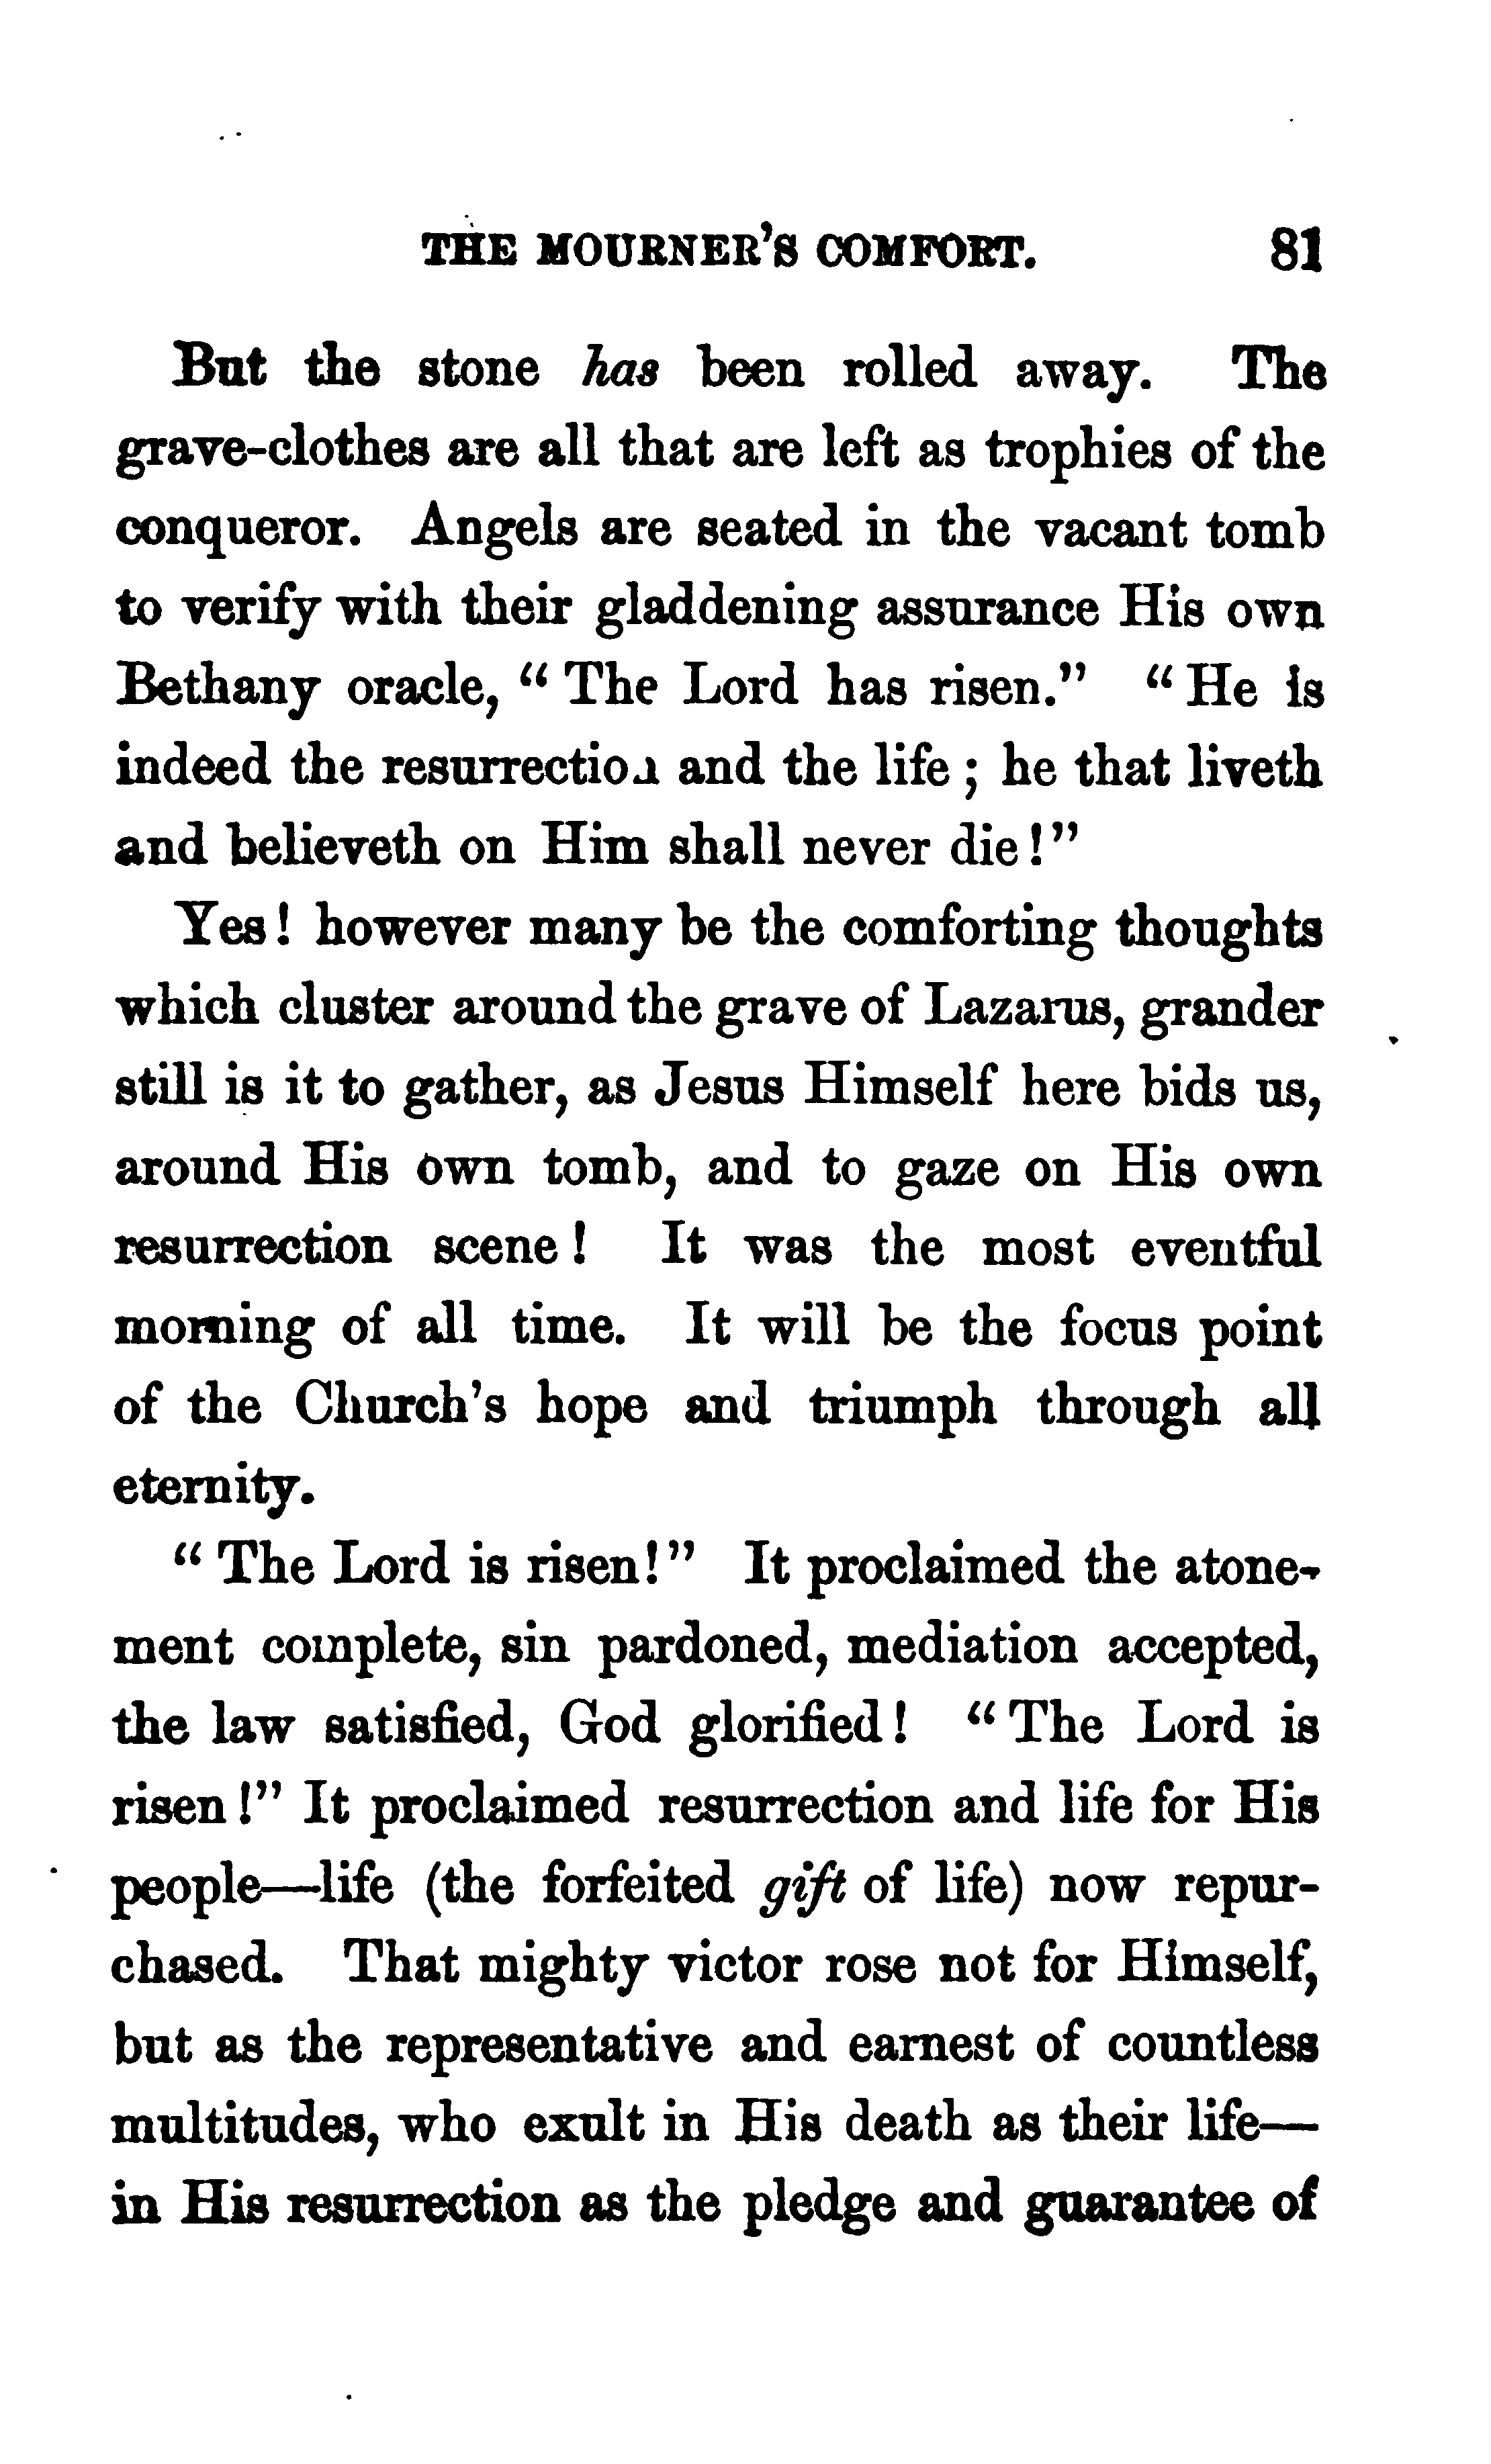 THE MOURNER'S COMFORT. 81
But the stone has been rolled away. The
grave-clothes are all that are left as trophies of the
conqueror. Angels are seated in the vacant tomb
to verify with their gladdening assurance His own
Bethany oracle, “ The Lord has risen.” “ He is
indeed the resurrection and the life ; he that liveth
and believeth on Him shall never die !”
Yes ! however many be the comforting thoughts
which cluster around the grave of Lazarus, grander
still is it to gather, as Jesus Himself here bids us,
around His own tomb, and to gaze on His own
resurrection scene ! It was the most eventful
morning of all time. It will be the focus point
of the Church's hope and triumph through all
eternity.
“ The Lord is risen!” It proclaimed the atone-
ment complete, sin pardoned, mediation accepted,
the law satisfied, God glorified ! “ The Lord is
risen !” It proclaimed resurrection and life for His
people—life (the forfeited gift of life) now repur-
chased. That mighty victor rose not for Himself,
but as the representative and earnest of countless
multitudes, who exult in His death as their life—
in His resurrection as the pledge and guarantee of